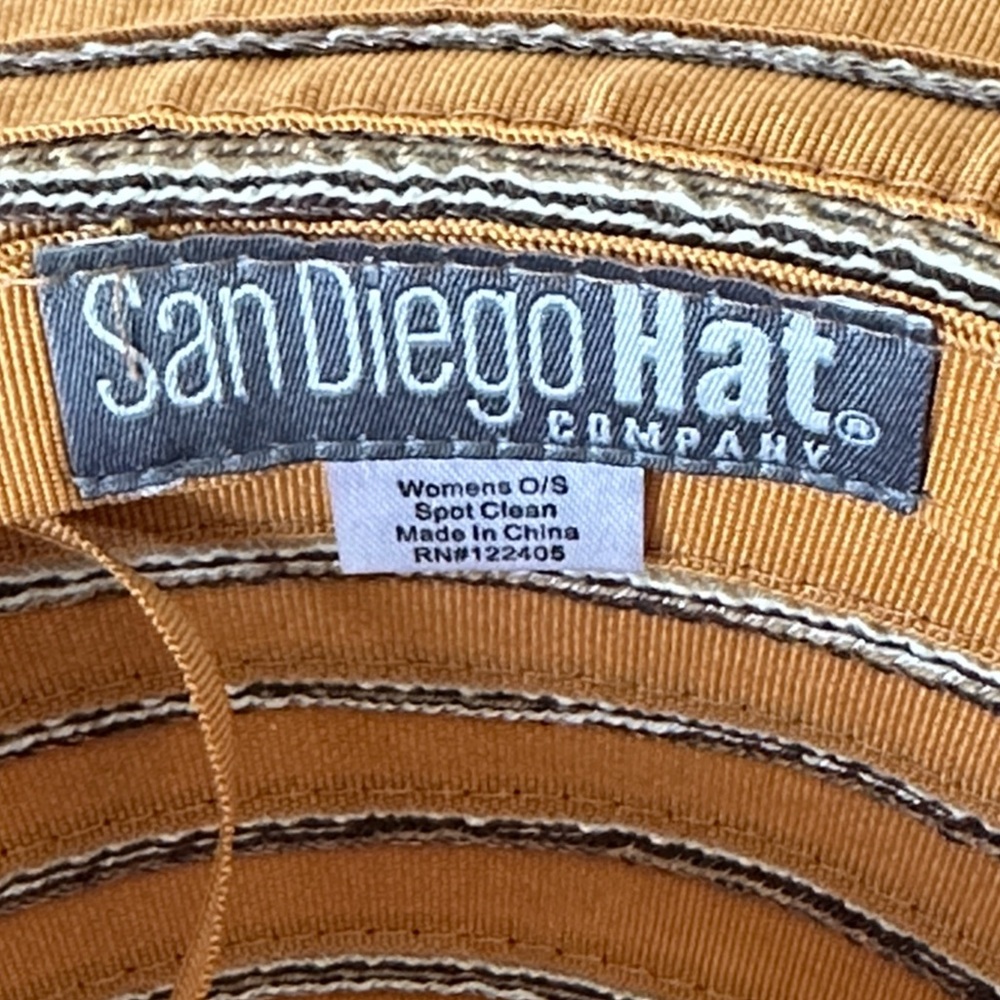 San Diego Hat
COMPANY®
Womens O/S
Spot Clean
Made In China
RN#122405